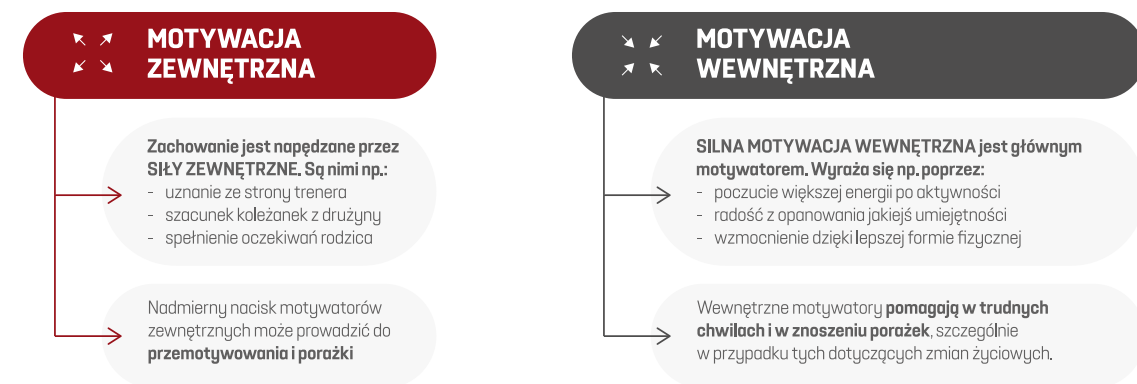 MOTYWACJA
ZEWNĘTRZNA
Zachowanie jest napędzane przez
SIŁY ZEWNĘTRZNE. Są nimi np.:
- uznanie ze strony trenera
- szacunek koleżanek z drużyny
- spełnienie oczekiwań rodzica
Nadmierny nacisk motywatorów
zewnętrznych może prowadzić do
przemotywowania i porażki
MOTYWACJA
WEWNĘTRZNA
SILNA MOTYWACJA WEWNĘTRZNA jest głównym
motywatorem. Wyraża się np. poprzez:
- poczucie większej energii po aktywności
- radość z opanowania jakiejś umiejętności
- wzmocnienie dzięki lepszej formie fizycznej
Wewnętrzne motywatory pomagają w trudnych
chwilach i w znoszeniu porażek, szczególnie
w przypadku tych dotyczących zmian życiowych.